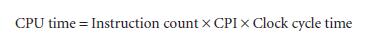 CPU time = Instruction count × CPI × Clock cycle time